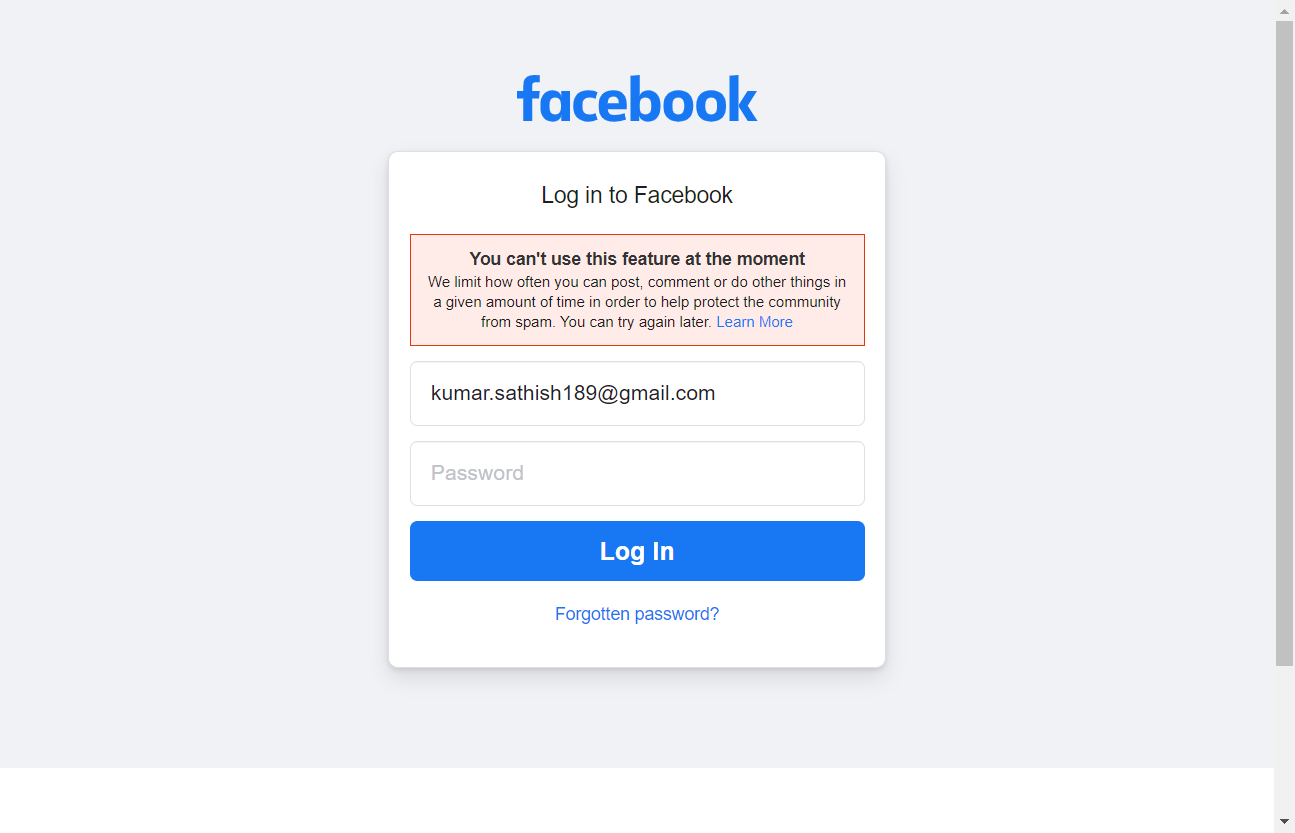 facebook
Log in to Facebook
You can't use this feature at the moment
We limit how often you can post, comment or do other things in
a given amount of time in order to help protect the community
from spam. You can try again later. Learn More
kumar.sathish189@gmail.com
Password
Log In
Forgotten password?